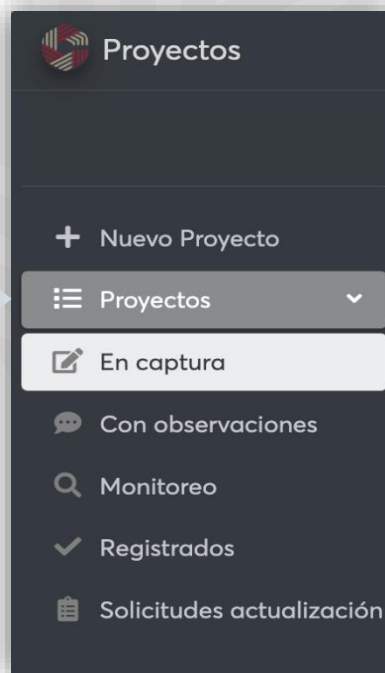 Proyectos
Nuevo Proyecto
Proyectos
En captura
Con observaciones
Monitoreo
Registrados
Solicitudes actualización